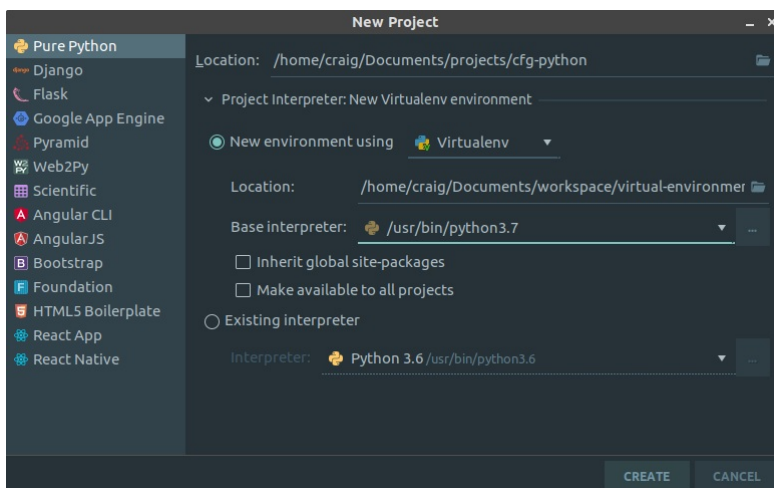 New Project
Pure Python
Django
Flask
Google App Engine
Pyramid
Web2Py
Scientific
Angular CLI
AngularJS
Bootstrap
Foundation
HTML5 Boilerplate
React App
React Native
Location: /home/craig/Documents/projects/cfg-python
Project Interpreter: New Virtualenv environment
New environment using Virtualenv
Location: /home/craig/Documents/workspace/virtual-environmer
Base interpreter: /usr/bin/python3.7
...
Inherit global site-packages
Make available to all projects
Existing interpreter
Interpreter: Python 3.6 /usr/bin/python3.6
...
CREATE CANCEL